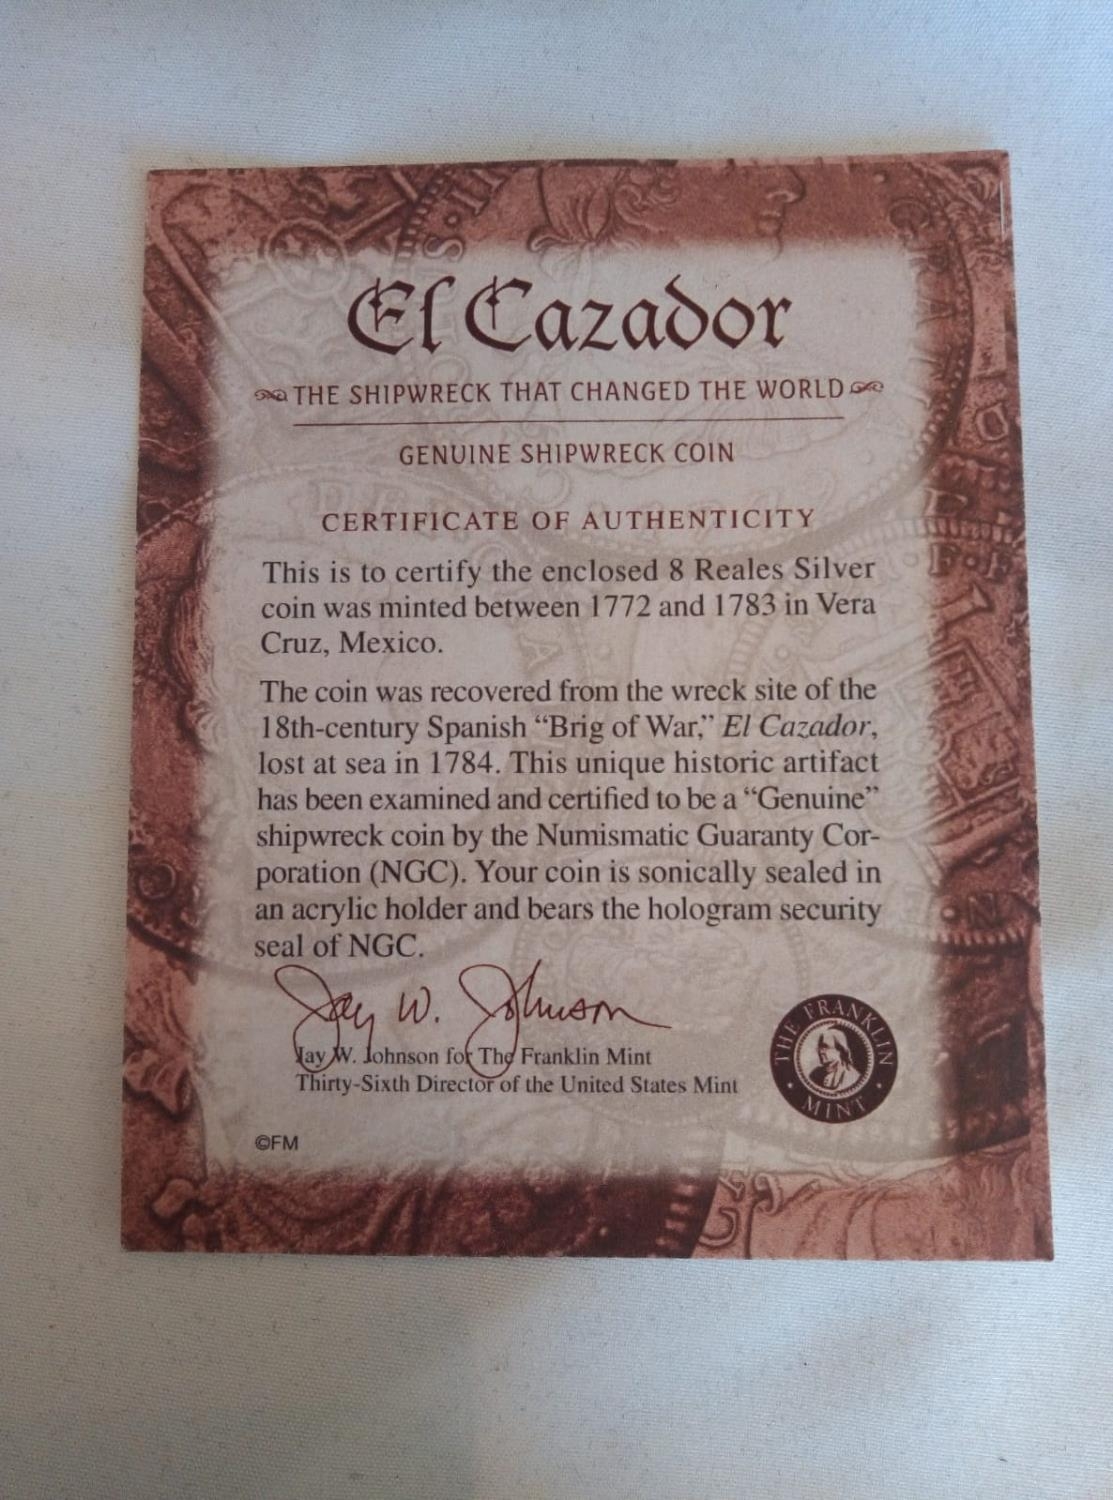 El Cazador
THE SHIPWRECK THAT CHANGED THE WORLD
GENUINE SHIPWRECK COIN
CERTIFICATE OF AUTHENTICITY
This is to certify the enclosed 8 Reales Silver
coin was minted between 1772 and 1783 in Vera
Cruz, Mexico.
The coin was recovered from the wreck site of the
18th-century Spanish “Brig of War,” El Cazador,
lost at sea in 1784. This unique historic artifact
has been examined and certified to be a “Genuine”
shipwreck coin by the Numismatic Guaranty Cor-
poration (NGC). Your coin is sonically sealed in
an acrylic holder and bears the hologram security
seal of NGC.
Jay W. Johnson
Jay W. Johnson for The Franklin Mint
Thirty-Sixth Director of the United States Mint
THE FRANKLIN MINT
©FM